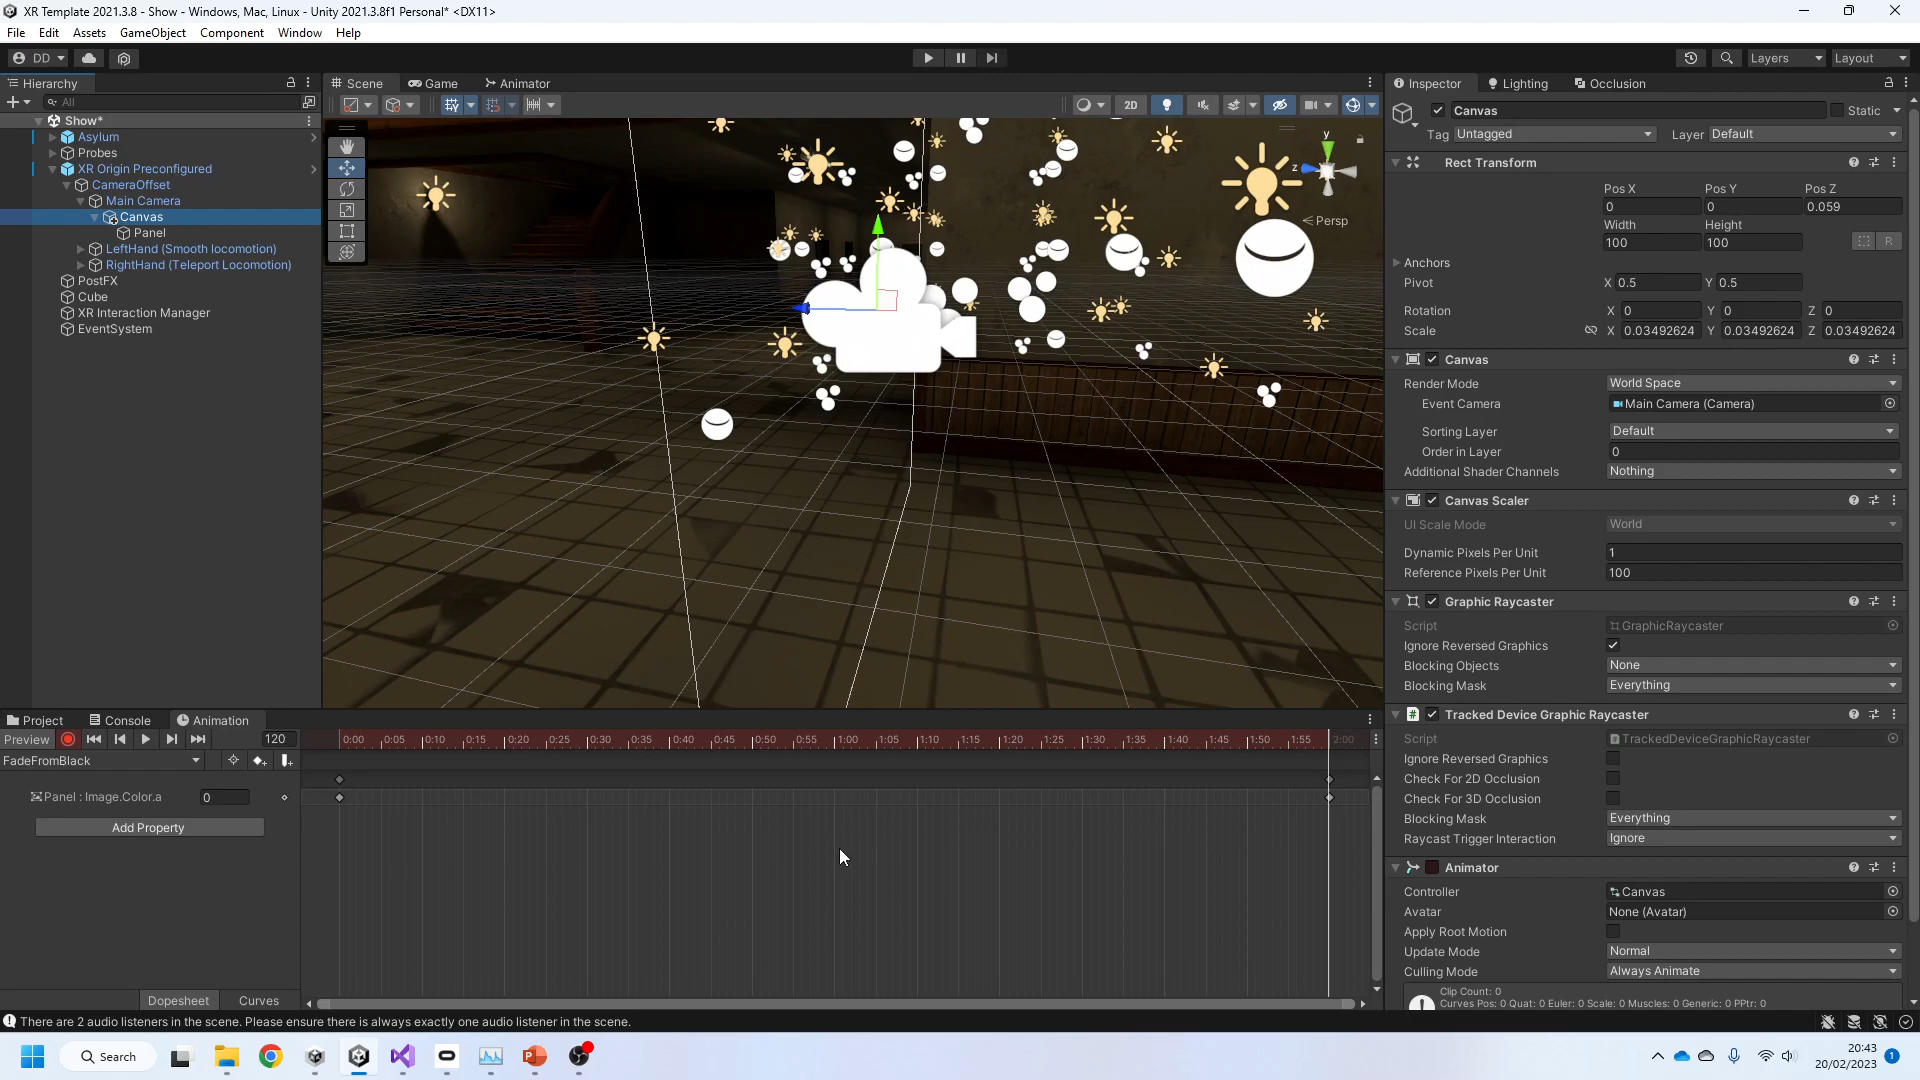 XR Template 2021.3.8 - Show - Windows, Mac, Linux - Unity 2021.3.8f1 Personal* <DX11>
File Edit Assets GameObject Component Window Help
DD
Layers
Layout
Hierarchy
Scene
Game
Animator
Inspector
Lighting
Occlusion
All
2D
Canvas
Static
Show*
Asylum
Probes
XR Origin Preconfigured
CameraOffset
Main Camera
Canvas
Panel
LeftHand (Smooth locomotion)
RightHand (Teleport Locomotion)
PostFX
Cube
XR Interaction Manager
EventSystem
y
z
Persp
Tag Untagged Layer Default
Rect Transform
Pos X Pos Y Pos Z
0 0 0.059
Width Height
100 100
R
Anchors
Pivot X 0.5 Y 0.5
Rotation X 0 Y 0 Z 0
Scale X 0.03492624 Y 0.03492624 Z 0.03492624
Canvas
Render Mode World Space
Event Camera Main Camera (Camera)
Sorting Layer Default
Order in Layer 0
Additional Shader Channels Nothing
Canvas Scaler
UI Scale Mode World
Dynamic Pixels Per Unit 1
Reference Pixels Per Unit 100
Graphic Raycaster
Script GraphicRaycaster
Ignore Reversed Graphics
Blocking Objects None
Blocking Mask Everything
Tracked Device Graphic Raycaster
Script TrackedDeviceGraphicRaycaster
Ignore Reversed Graphics
Check For 2D Occlusion
Check For 3D Occlusion
Blocking Mask Everything
Raycast Trigger Interaction Ignore
Animator
Controller Canvas
Avatar None (Avatar)
Apply Root Motion
Update Mode Normal
Culling Mode Always Animate
Clip Count: 0
Curves Pos: 0 Quat: 0 Euler: 0 Scale: 0 Muscles: 0 Generic: 0 PPtr: 0
Project
Console
Animation
Preview
120
0:00 0:05 0:10 0:15 0:20 0:25 0:30 0:35 0:40 0:45 0:50 0:55 1:00 1:05 1:10 1:15 1:20 1:25 1:30 1:35 1:40 1:45 1:50 1:55 2:00
FadeFromBlack
Panel : Image.Color.a 0
Add Property
Dopesheet
Curves
There are 2 audio listeners in the scene. Please ensure there is always exactly one audio listener in the scene.
Search
20:43
20/02/2023
1